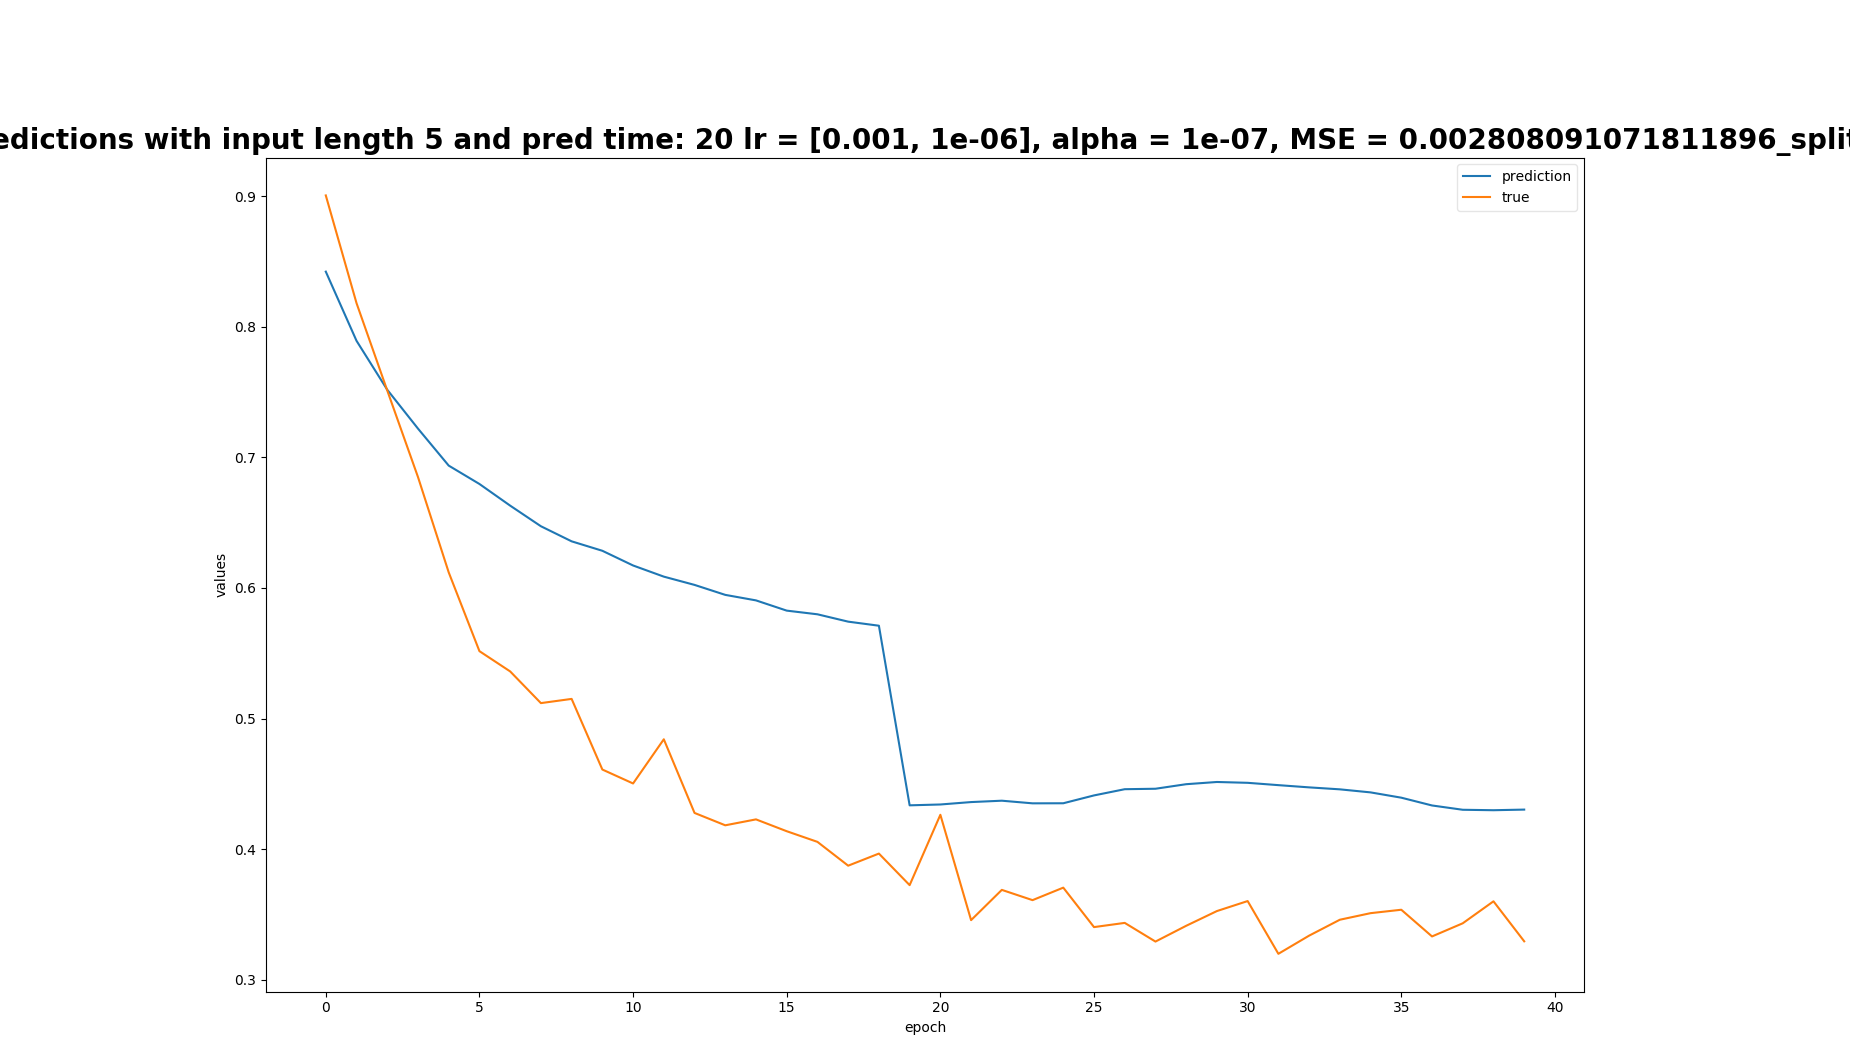 edictions with input length 5 and pred time: 20 lr = [0.001, 1e-06], alpha = 1e-07, MSE = 0.002808091071811896_split
prediction
true
0.9
0.8
0.7
0.6
0.5
0.4
0.3
values
0 5 10 15 20 25 30 35 40
epoch